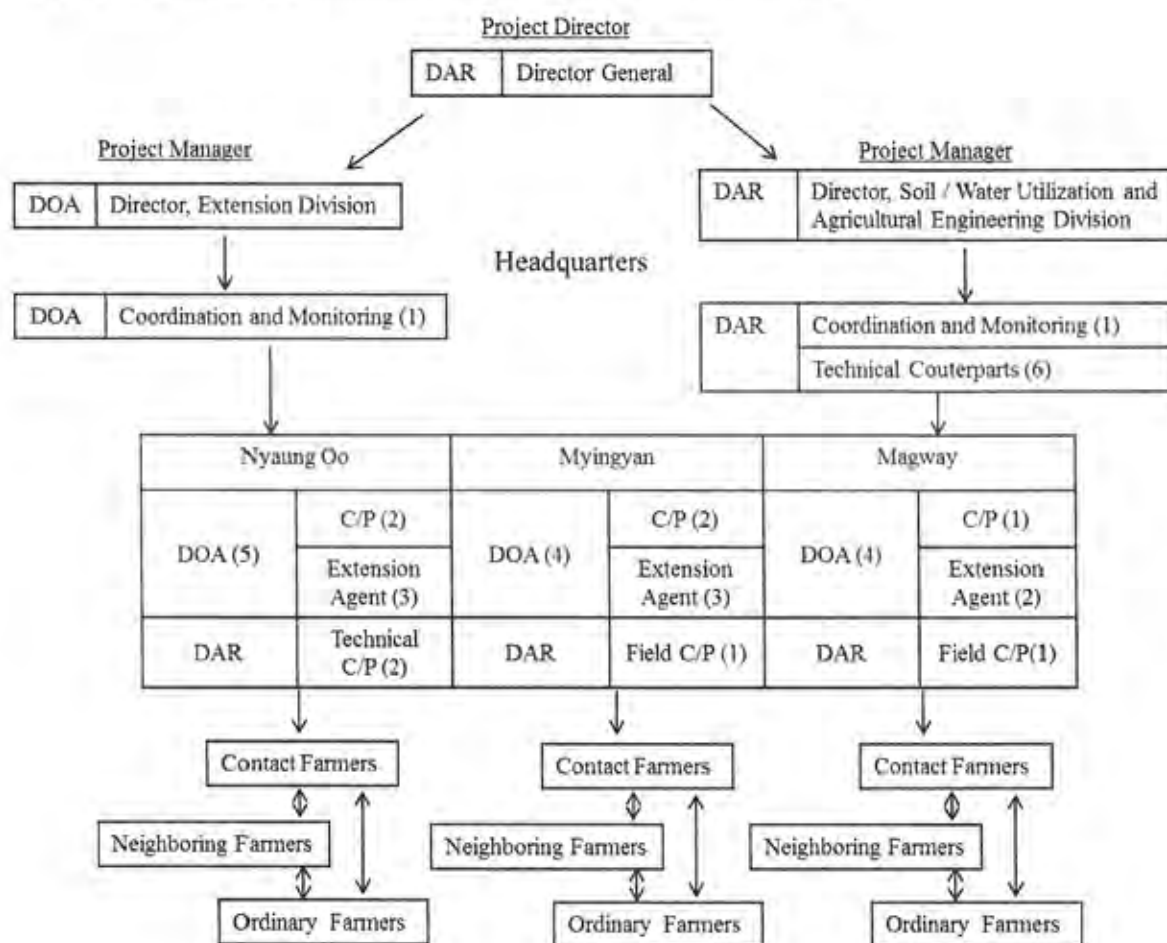 Project Director
DAR Director General
Project Manager
DOA Director, Extension Division
Project Manager
DAR Director, Soil / Water Utilization and
Agricultural Engineering Division
Headquarters
DOA Coordination and Monitoring (1)
DAR Coordination and Monitoring (1)
Technical Couterparts (6)
Nyaung Oo Myingyan Magway
DOA (5) C/P (2) DOA (4) C/P (2) DOA (4) C/P (1)
Extension Extension Extension
Agent (3) Agent (3) Agent (2)
DAR Technical DAR Field C/P (1) DAR Field C/P(1)
C/P (2)
Contact Farmers Contact Farmers Contact Farmers
Neighboring Farmers Neighboring Farmers Neighboring Farmers
Ordinary Farmers Ordinary Farmers Ordinary Farmers